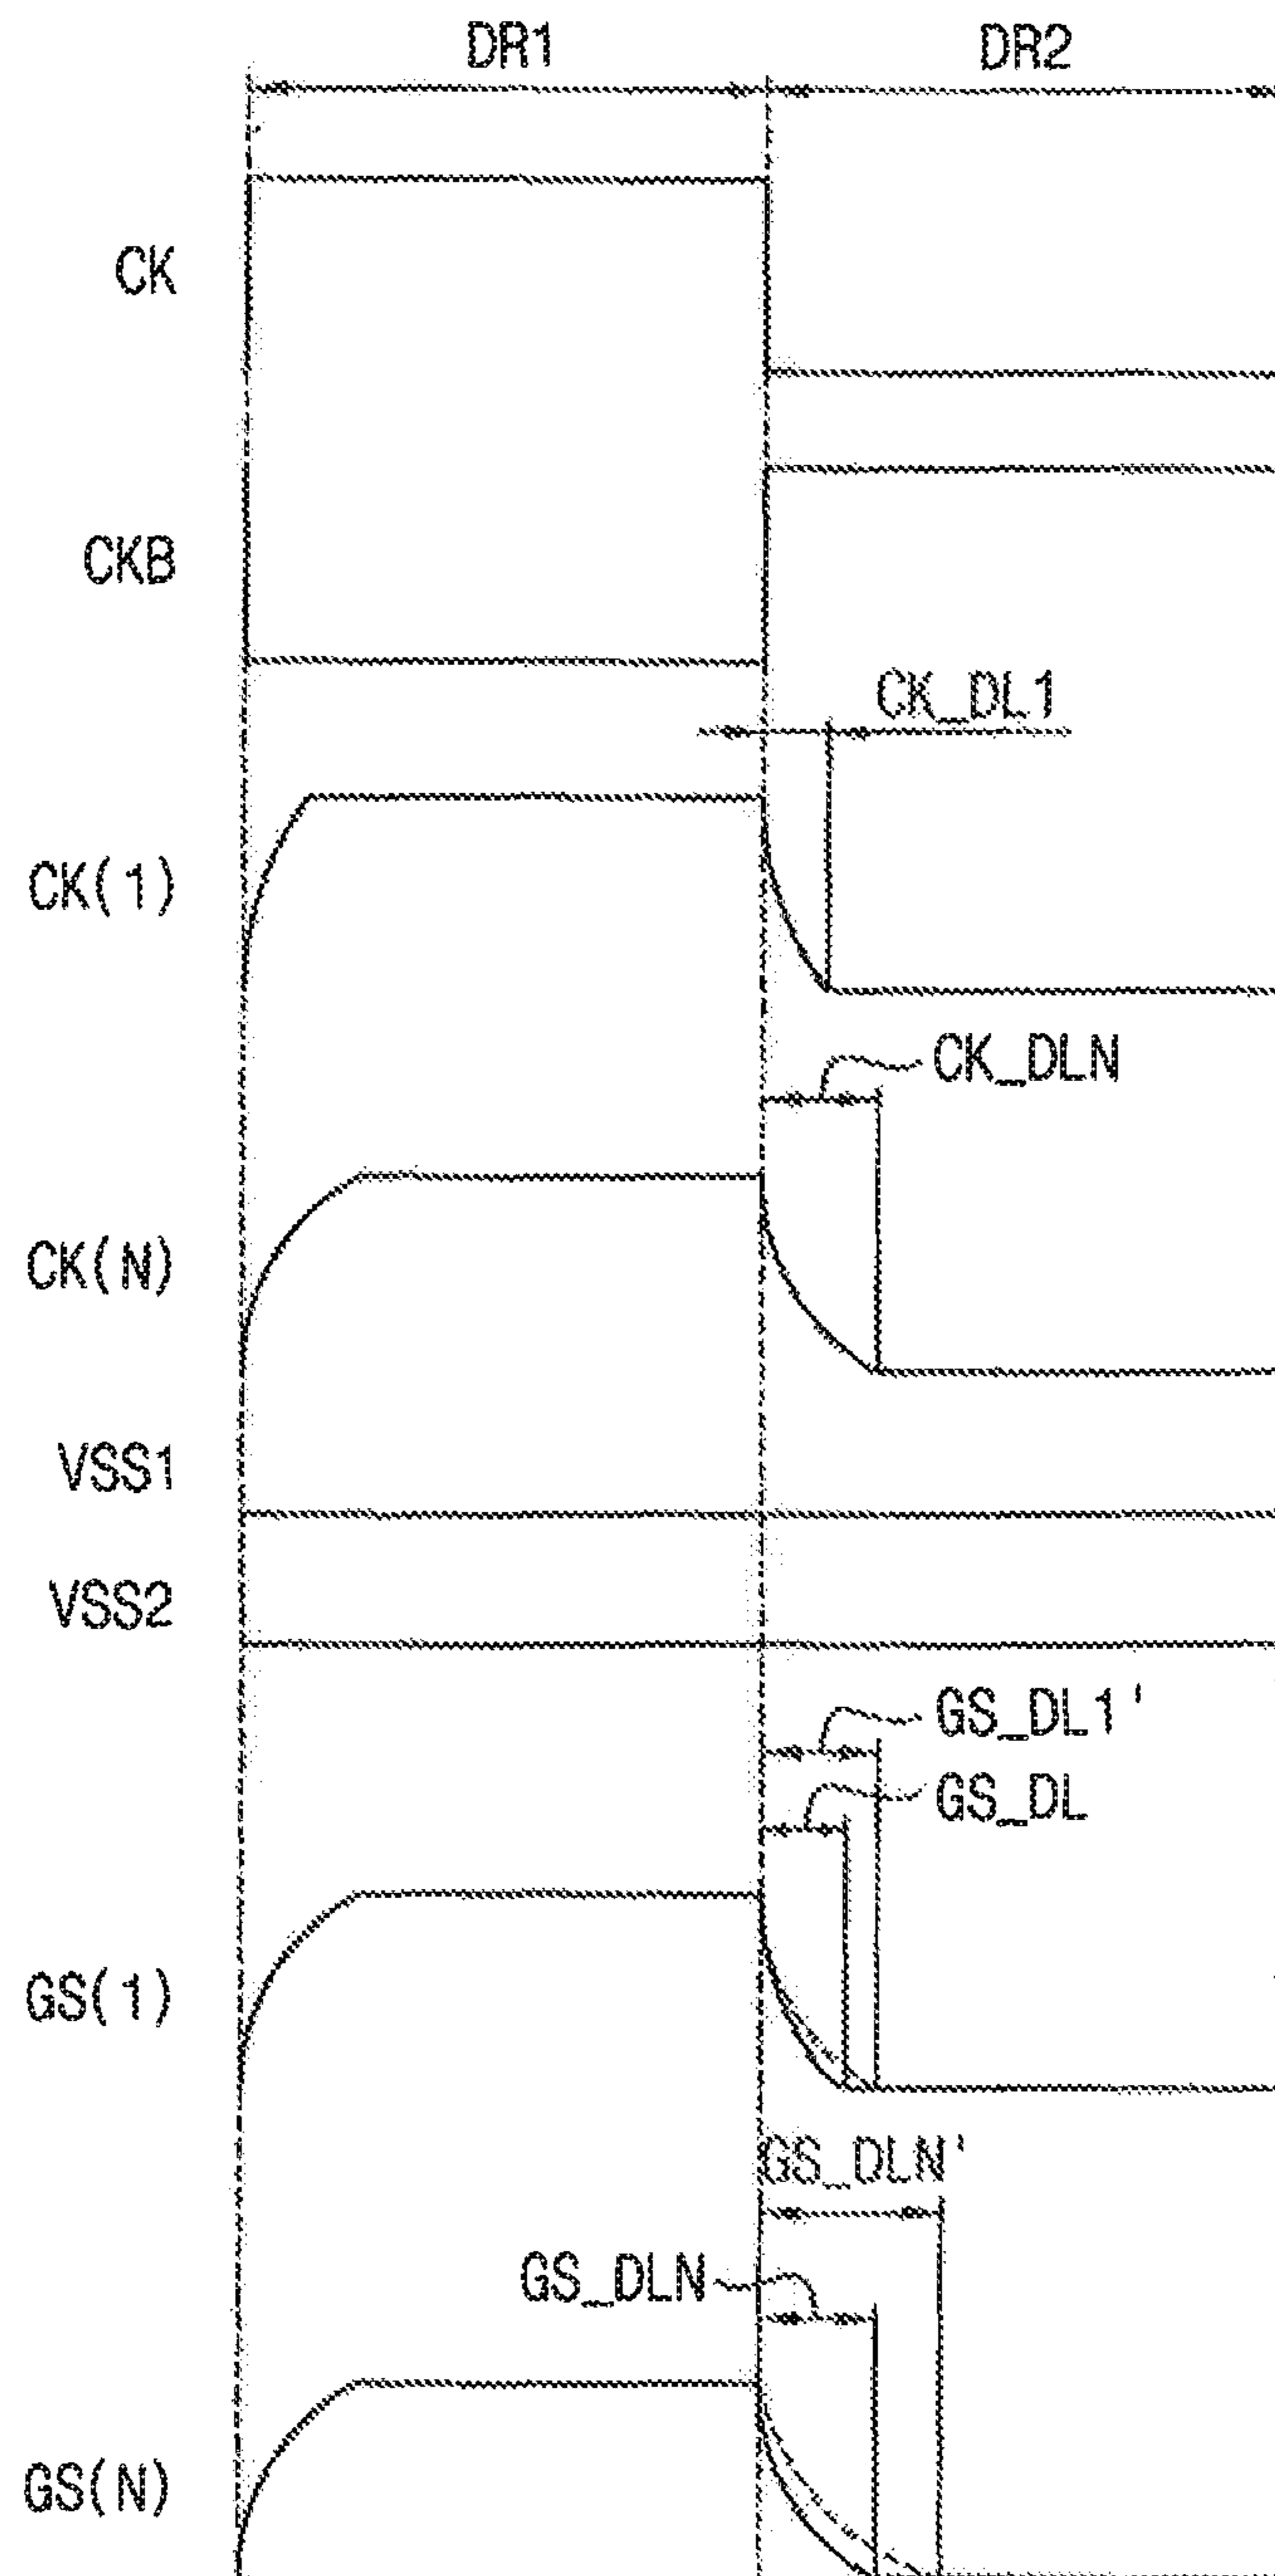 DR1 DR2
CK
CKB
CK_DL1
CK(1)
CK_DLN
CK(N)
VSS1
VSS2
GS_DL1'
GS_DL
GS(1)
GS_DLN'
GS_DLN
GS(N)